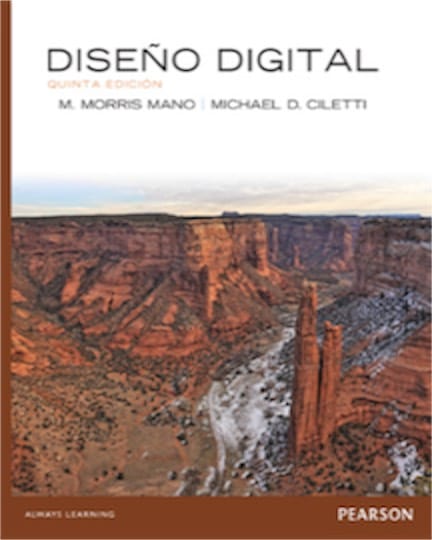 DISEÑO DIGITAL
QUINTA EDICIÓN
M. MORRIS MANO | MICHAEL D. CILETTI
ALWAYS LEARNING
PEARSON